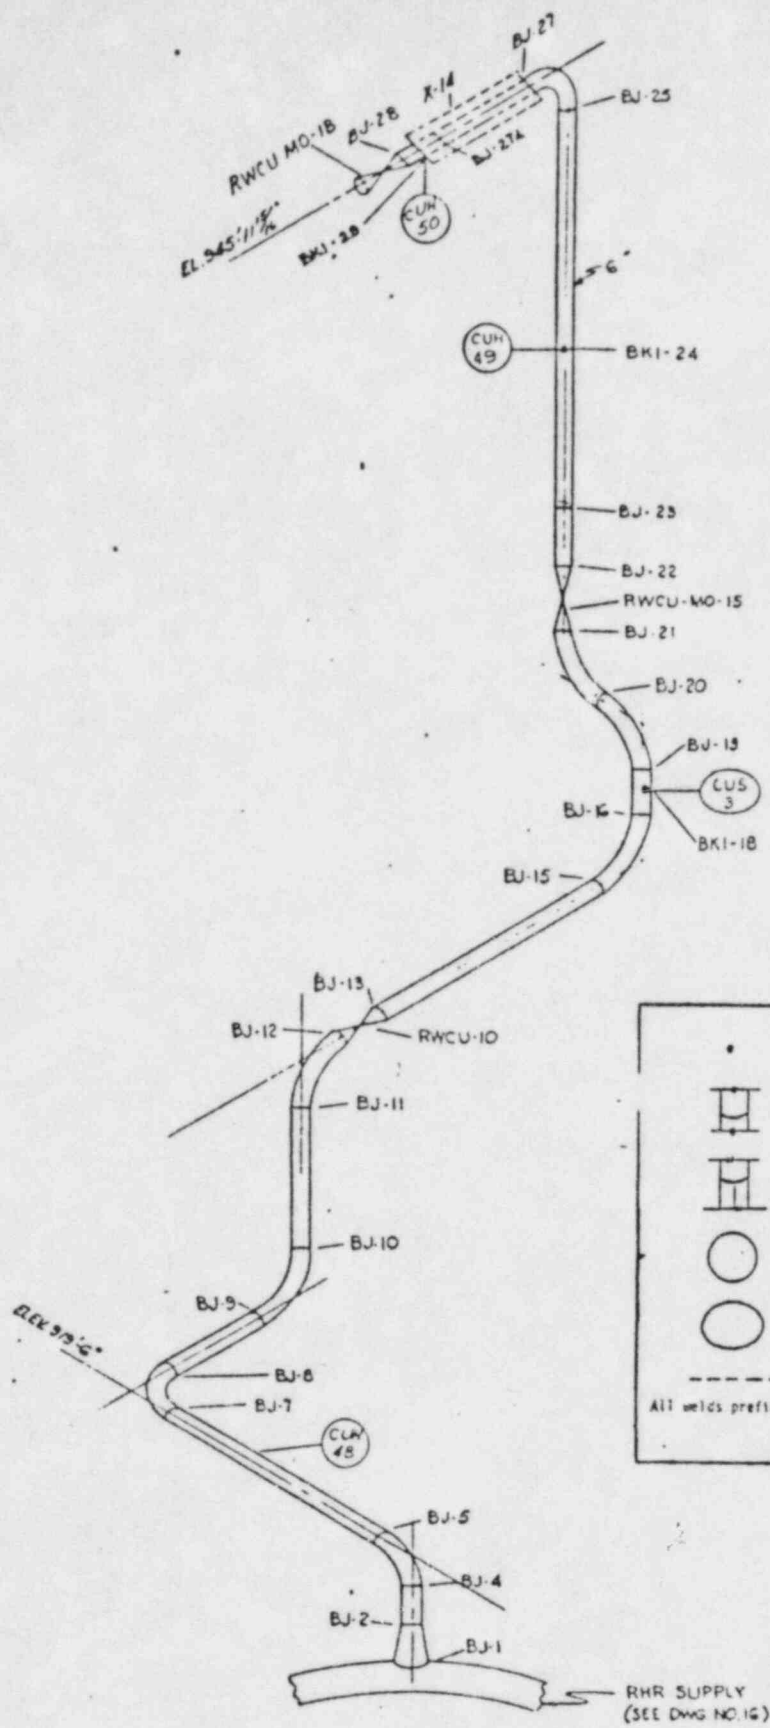 BJ-27
X-14
BJ-28
BJ-25
RWCU MO-18
BJ-27A
CUH
50
EL. 945'-11 5/16"
6"
CUH
49
BK1-24
BJ-23
BJ-22
RWCU-MO-15
BJ-21
BJ-20
BJ-19
CUS
3
BJ-16
BK1-18
BJ-15
BJ-13
BJ-12
RWCU-10
BJ-11
BJ-10
BJ-9
ELEV. 919'-6"
BJ-8
BJ-7
48
All welds prefi
BJ-5
BJ-4
BJ-2
BJ-1
RHR SUPPLY
(SEE DWG NO.16)